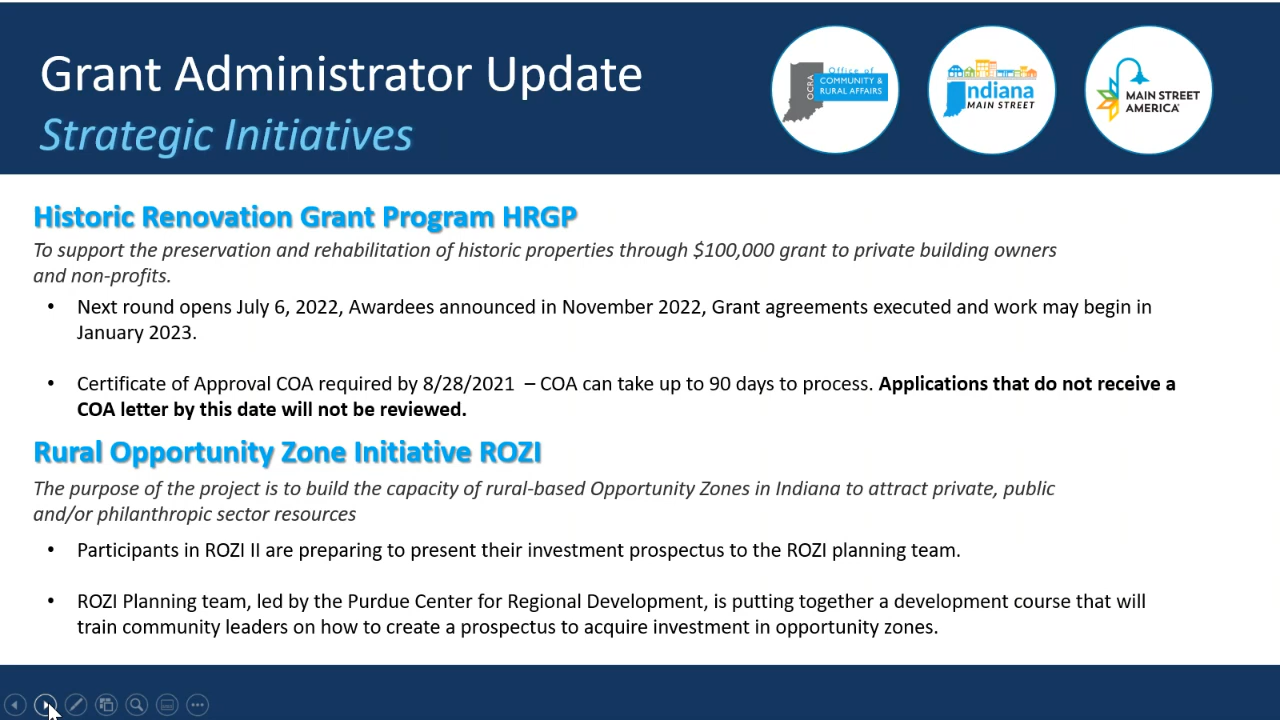 Grant Administrator Update
Strategic Initiatives
OCRA
Office of
COMMUNITY &
RURAL AFFAIRS
Indiana
MAIN STREET
MAIN STREET
AMERICA
Historic Renovation Grant Program HRGP
To support the preservation and rehabilitation of historic properties through $100,000 grant to private building owners
and non-profits.
• Next round opens July 6, 2022, Awardees announced in November 2022, Grant agreements executed and work may begin in
January 2023.
• Certificate of Approval COA required by 8/28/2021 – COA can take up to 90 days to process. Applications that do not receive a
COA letter by this date will not be reviewed.
Rural Opportunity Zone Initiative ROZI
The purpose of the project is to build the capacity of rural-based Opportunity Zones in Indiana to attract private, public
and/or philanthropic sector resources
• Participants in ROZI II are preparing to present their investment prospectus to the ROZI planning team.
• ROZI Planning team, led by the Purdue Center for Regional Development, is putting together a development course that will
train community leaders on how to create a prospectus to acquire investment in opportunity zones.